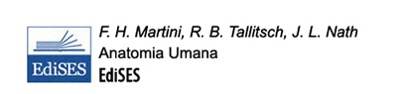 EdiSES
F. H. Martini, R. B. Tallitsch, J. L. Nath
Anatomia Umana
EdiSES